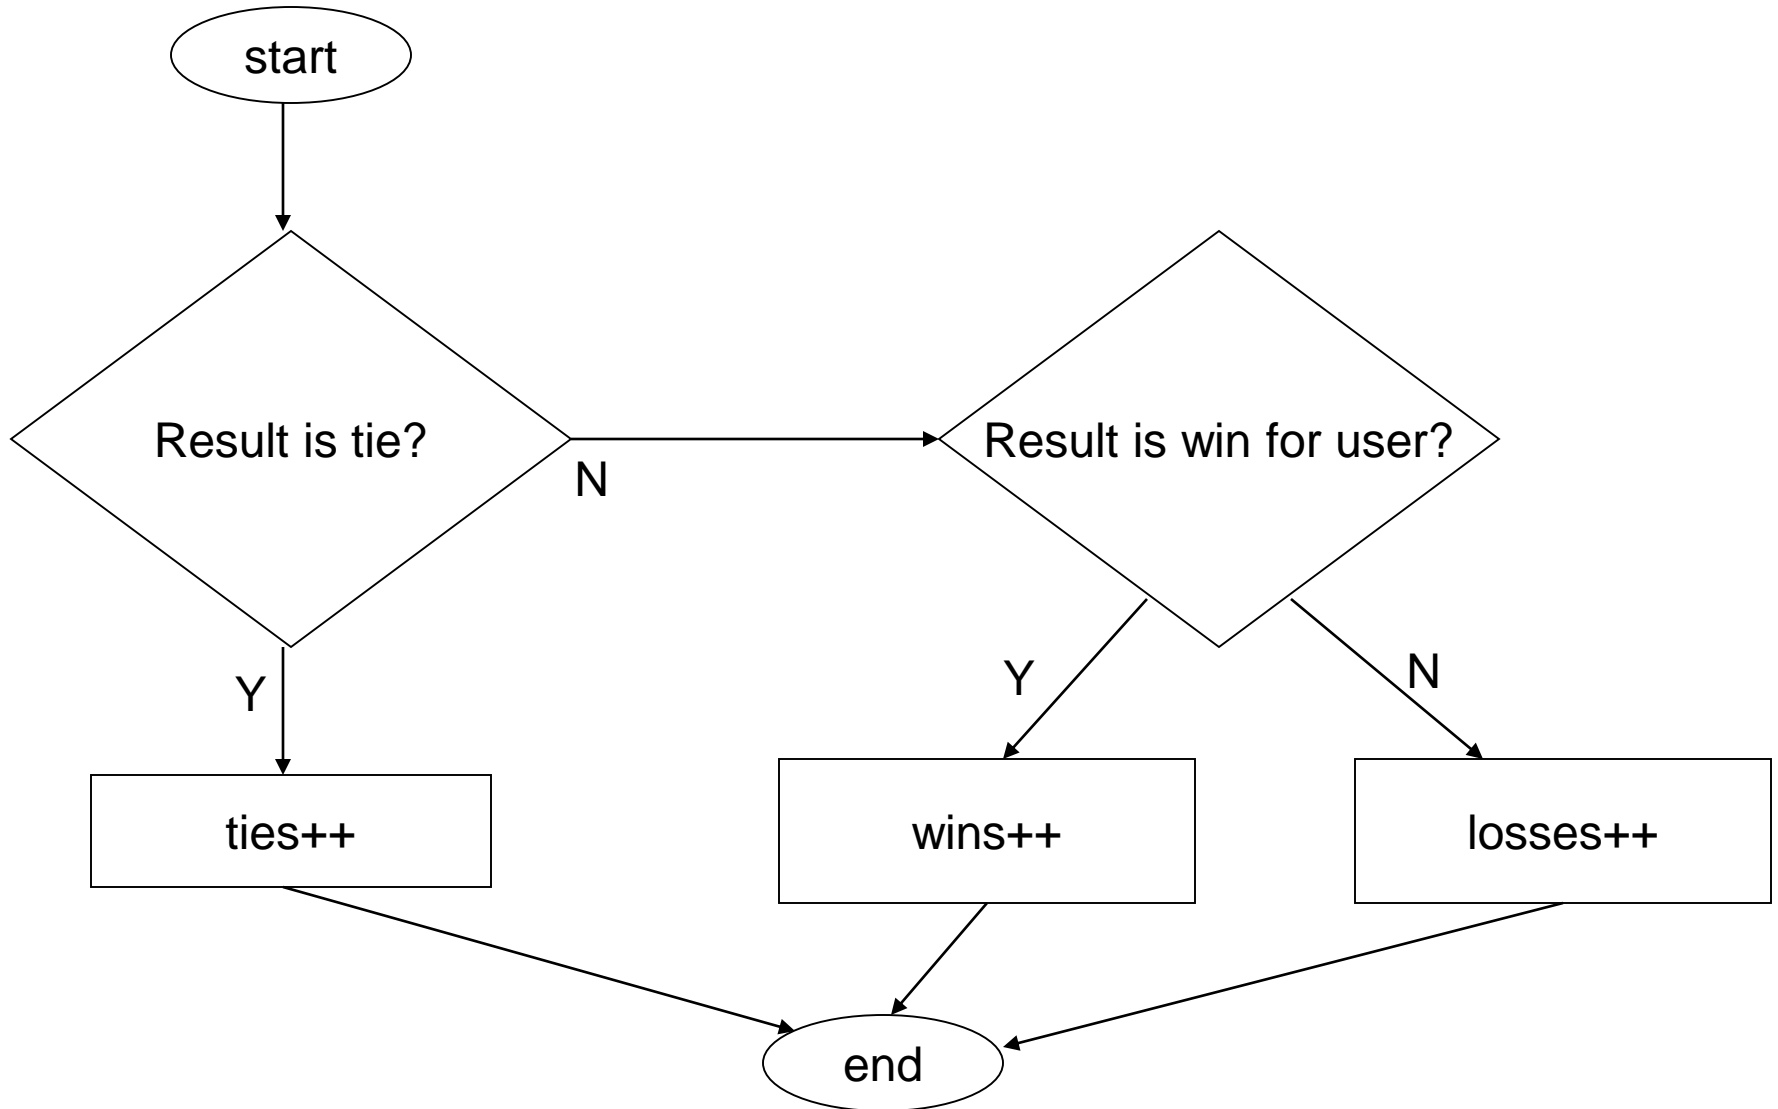 start
Result is tie?
N
Result is win for user?
Y
Y
N
ties++
wins++
losses++
end